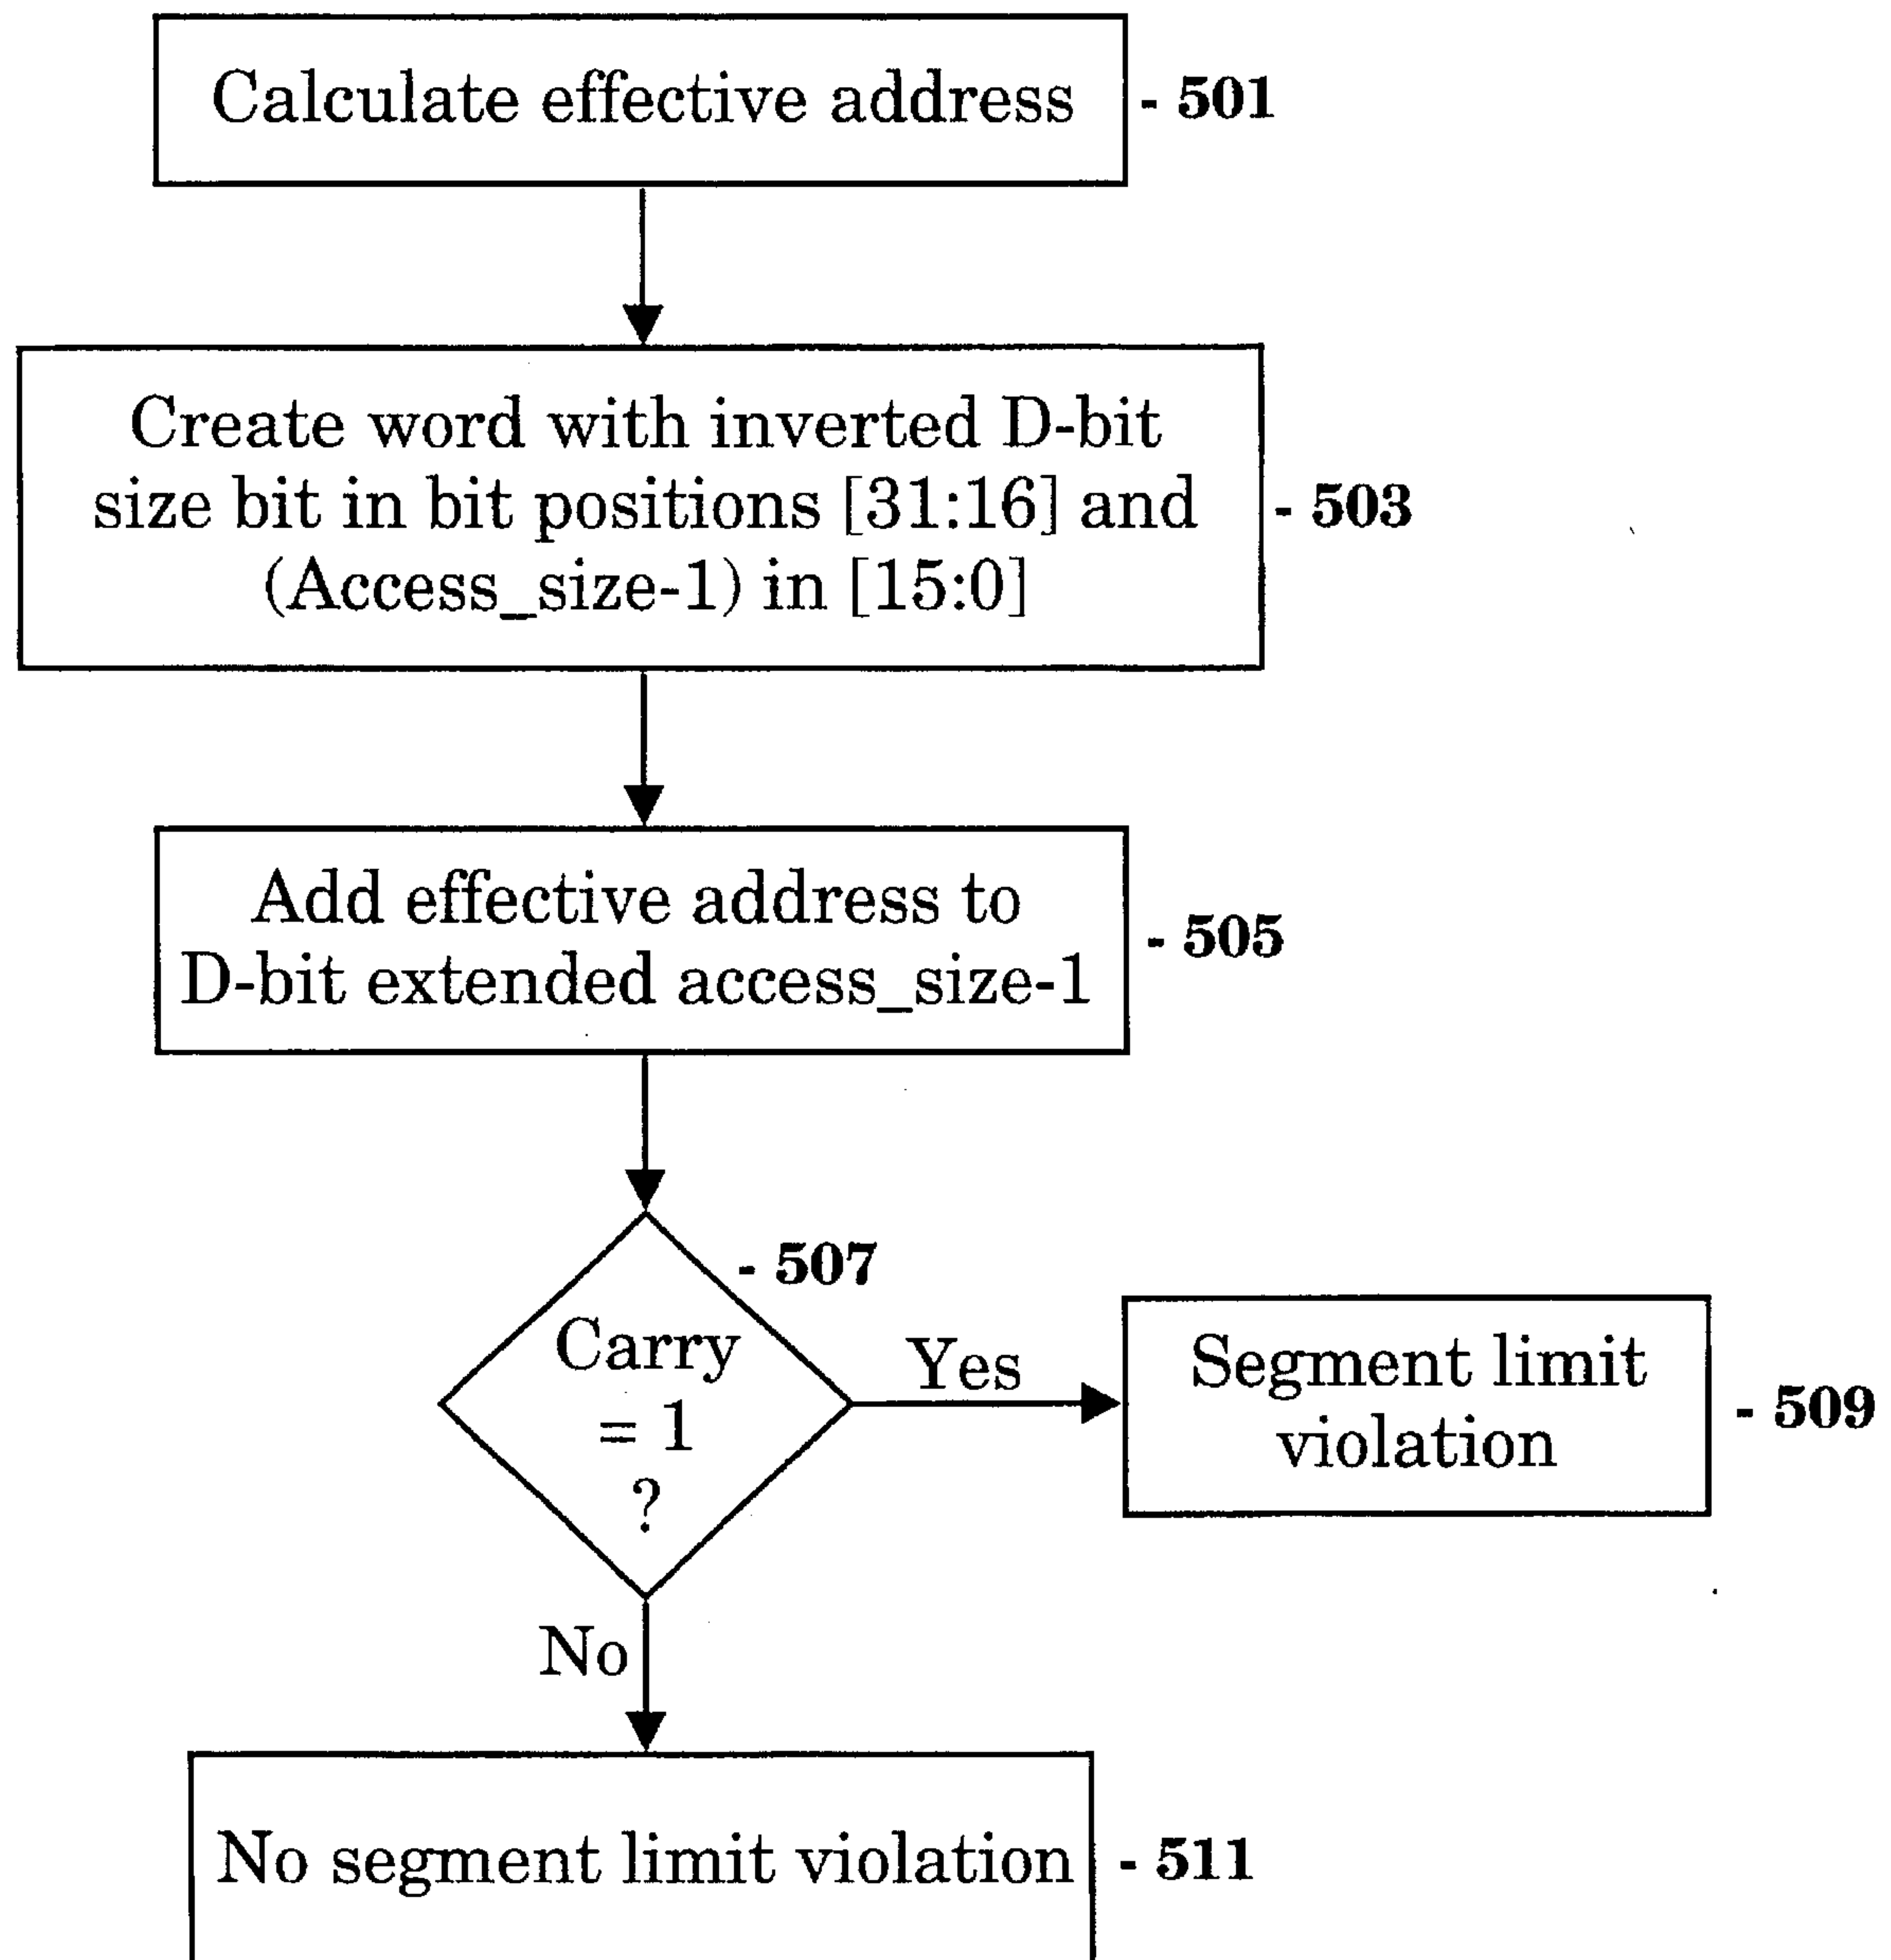 Calculate effective address
- 501
Create word with inverted D-bit
size bit in bit positions [31:16] and
(Access_size-1) in [15:0]
- 503
Add effective address to
D-bit extended access_size-1
- 505
- 507
Carry
= 1
?
Yes
Segment limit
violation
- 509
No
No segment limit violation
- 511